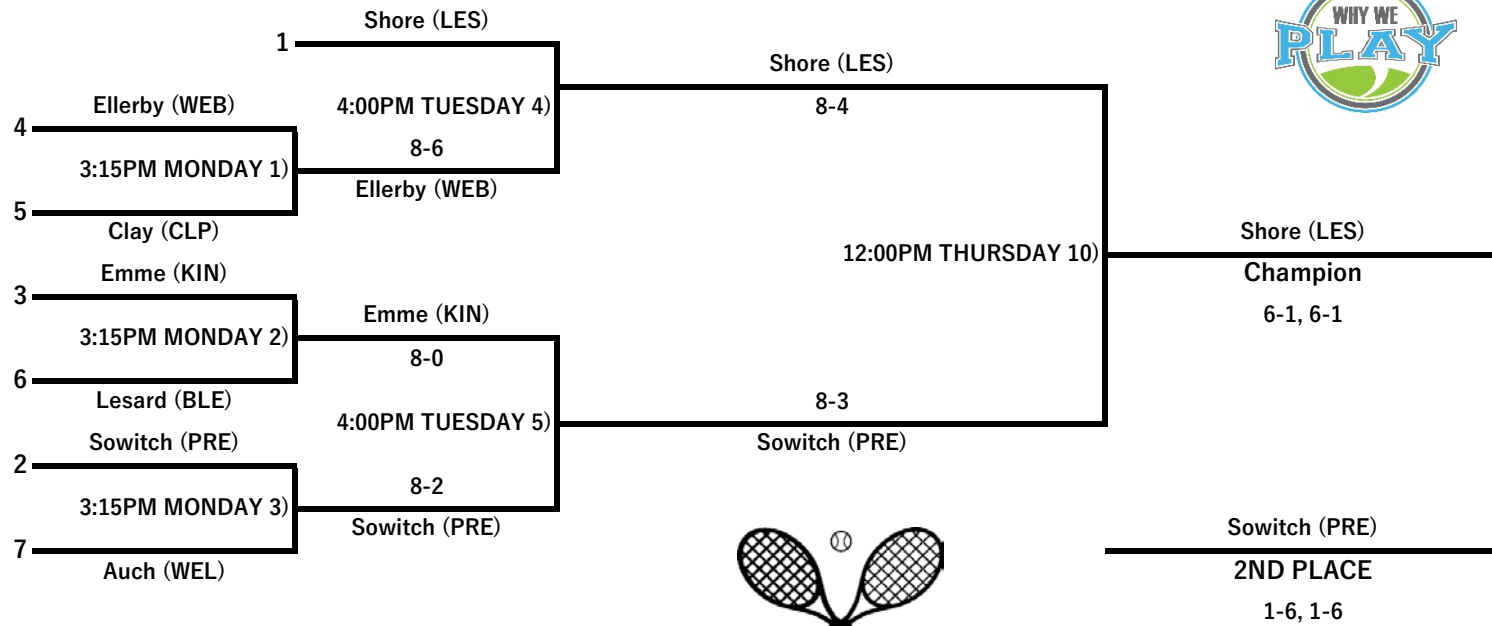 Shore (LES)
1
Ellerby (WEB)
4
4:00PM TUESDAY 4)
3:15PM MONDAY 1)
8-6
Ellerby (WEB)
5
Clay (CLP)
Shore (LES)
8-4
WHY WE
PLAY
Emme (KIN)
3
3:15PM MONDAY 2)
Emme (KIN)
8-0
6
Lesard (BLE)
4:00PM TUESDAY 5)
Sowitch (PRE)
2
3:15PM MONDAY 3)
8-2
Sowitch (PRE)
7
Auch (WEL)
8-3
Sowitch (PRE)
12:00PM THURSDAY 10)
Shore (LES)
Champion
6-1, 6-1
Sowitch (PRE)
2ND PLACE
1-6, 1-6